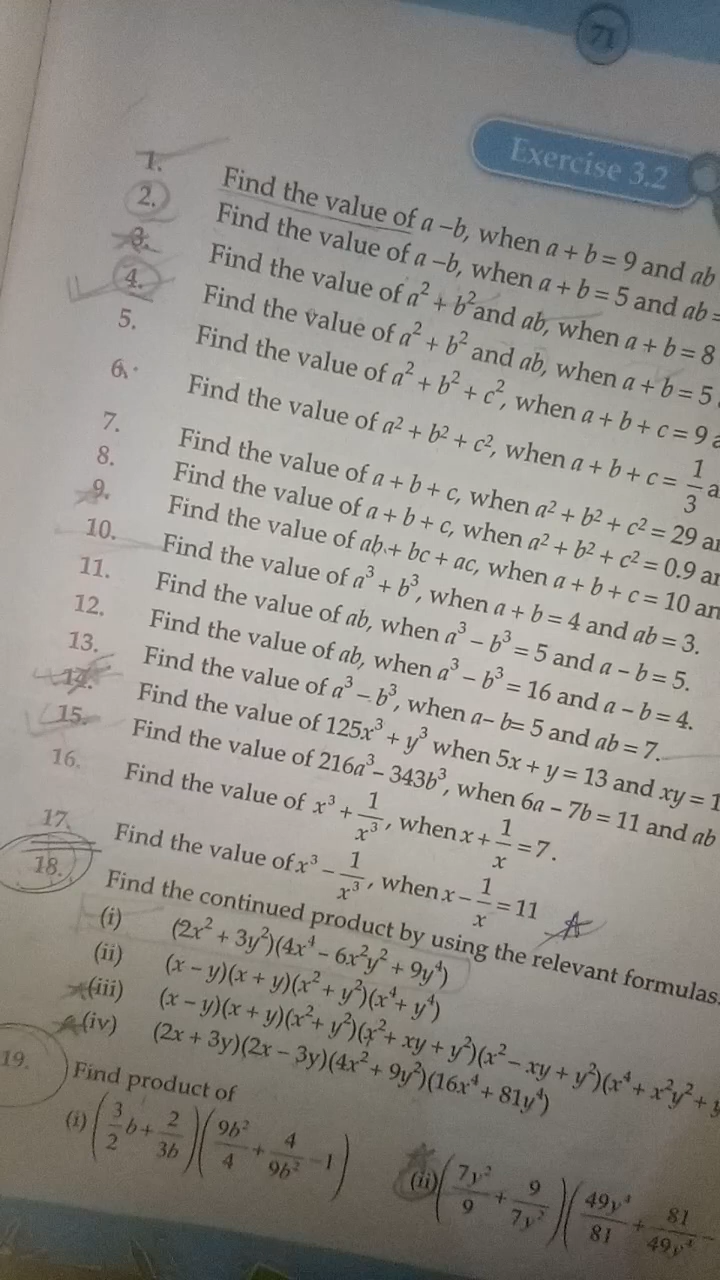 71
Exercise 3.2
1. Find the value of a – b, when a + b = 9 and ab
2. Find the value of a – b, when a + b = 5 and ab =
3. Find the value of a² + b² and ab, when a + b = 8
4. Find the value of a² + b² and ab, when a + b = 5
5. Find the value of a² + b² + c², when a + b + c = 9 a
6. Find the value of a² + b² + c², when a + b + c = 1/3 a
7. Find the value of a + b + c, when a² + b² + c² = 29 an
8. Find the value of a + b + c, when a² + b² + c² = 0.9 an
9. Find the value of ab + bc + ac, when a + b + c = 10 an
10. Find the value of a³ + b³, when a + b = 4 and ab = 3.
11. Find the value of ab, when a³ – b³ = 5 and a – b = 5.
12. Find the value of ab, when a³ – b³ = 16 and a – b = 4.
13. Find the value of a³ – b³, when a – b = 5 and ab = 7.
14. Find the value of 125x³ + y³ when 5x + y = 13 and xy = 1
15. Find the value of 216a³ – 343b³, when 6a – 7b = 11 and ab
16. Find the value of x³ + 1/x³, when x + 1/x = 7.
17. Find the value of x³ – 1/x³, when x – 1/x = 11
18. Find the continued product by using the relevant formulas.
(i) (2x² + 3y²)(4x⁴ – 6x²y² + 9y⁴)
(ii) (x – y)(x + y)(x² + y²)(x⁴ + y⁴)
(iii) (x – y)(x + y)(x² + y²)(x² + xy + y²)(x² – xy + y²)(x⁴ + x²y² + y
(iv) (2x + 3y)(2x – 3y)(4x² + 9y²)(16x⁴ + 81y⁴)
19. Find product of
(i) (3/2 b + 2/3b)(9b²/4 + 4/9b² – 1) (ii) (7y²/9 + 9/7y²)(49y⁴/81 + 81/49y⁴ –